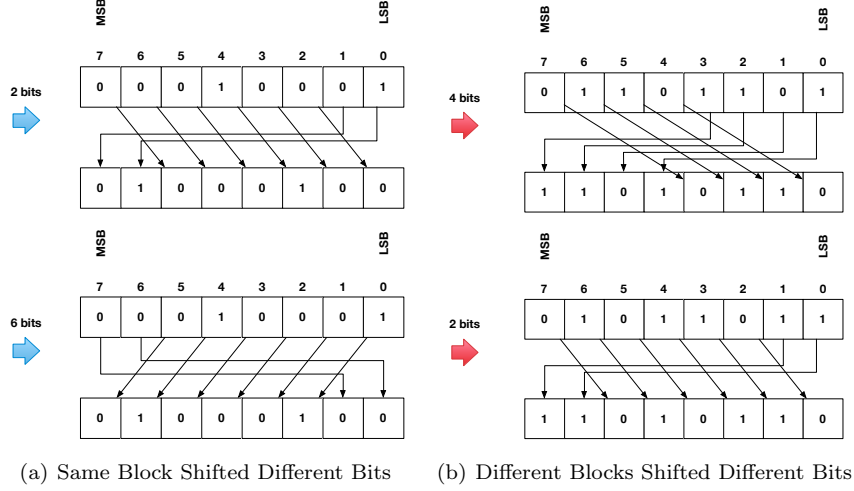 MSB LSB
7 6 5 4 3 2 1 0
2 bits
0 0 0 1 0 0 0 1
0 1 0 0 0 1 0 0
MSB LSB
7 6 5 4 3 2 1 0
6 bits
0 0 0 1 0 0 0 1
0 1 0 0 0 1 0 0
(a) Same Block Shifted Different Bits
MSB LSB
7 6 5 4 3 2 1 0
4 bits
0 1 1 0 1 1 0 1
1 1 0 1 0 1 1 0
MSB LSB
7 6 5 4 3 2 1 0
2 bits
0 1 0 1 1 0 1 1
1 1 0 1 0 1 1 0
(b) Different Blocks Shifted Different Bits